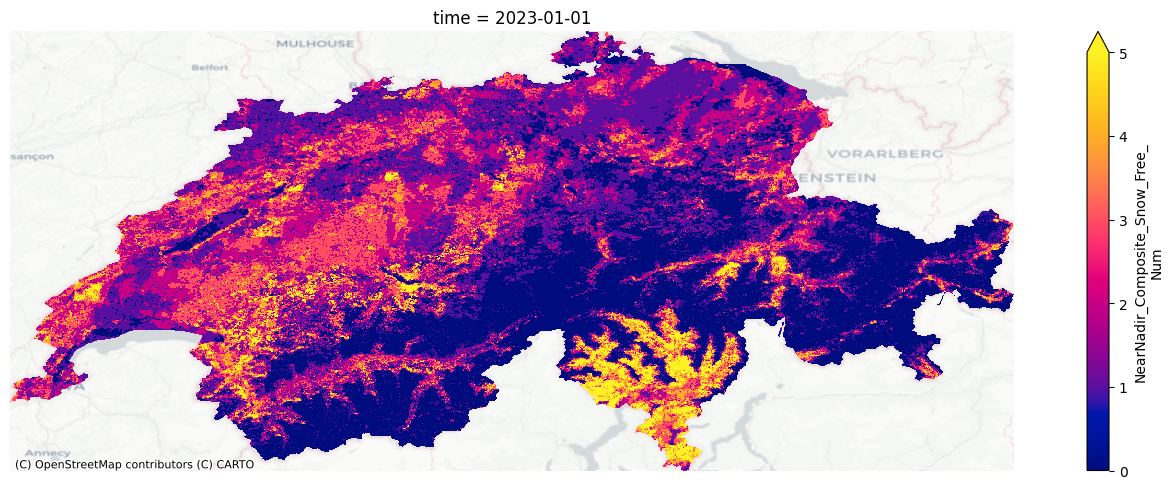 time = 2023-01-01
MULHOUSE
Belfort
sançon
VORARLBERG
ENSTEIN
A
Annecy
(C) OpenStreetMap contributors (C) CARTO
5
4
3
2
1
0
NearNadir_Composite_Snow_Free_
Num